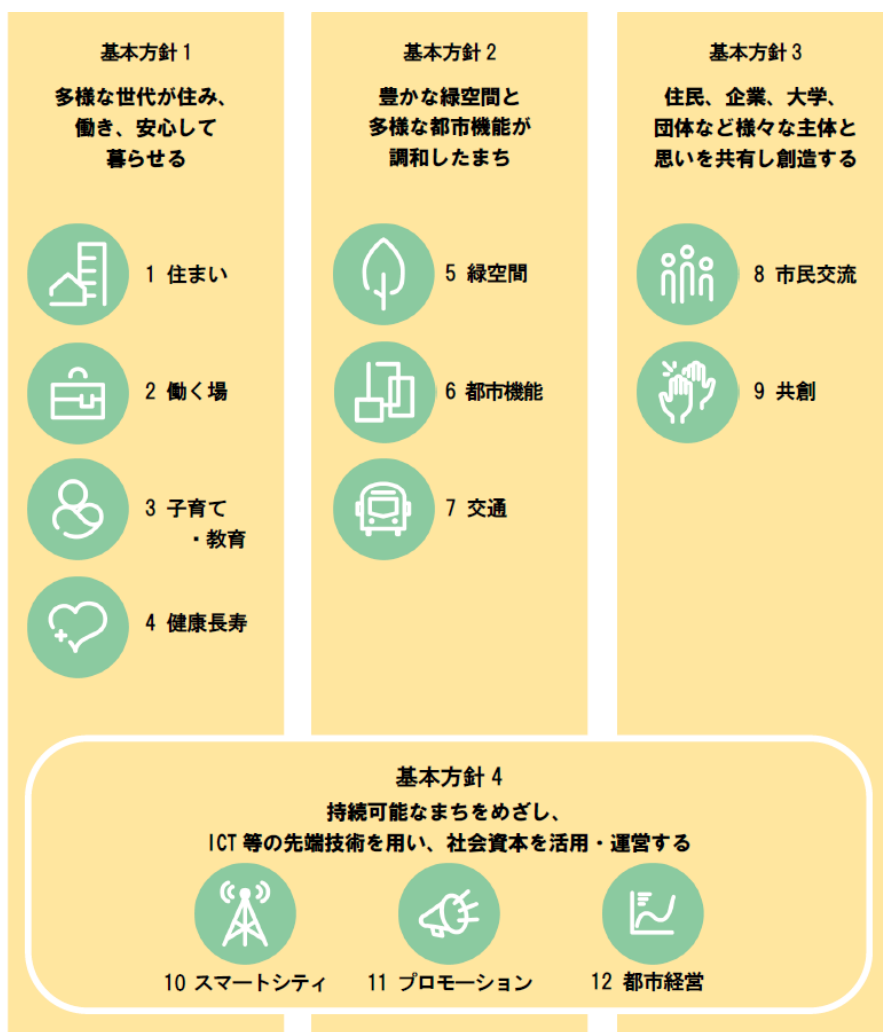 基本方針 1
多様な世代が住み、
働き、安心して
暮らせる
1 住まい
2 働く場
3 子育て
・教育
4 健康長寿
基本方針 2
豊かな緑空間と
多様な都市機能が
調和したまち
5 緑空間
6 都市機能
7 交通
基本方針 3
住民、企業、大学、
団体など様々な主体と
思いを共有し創造する
8 市民交流
9 共創
基本方針 4
持続可能なまちをめざし、
ICT 等の先端技術を用い、社会資本を活用・運営する
10 スマートシティ
11 プロモーション
12 都市経営